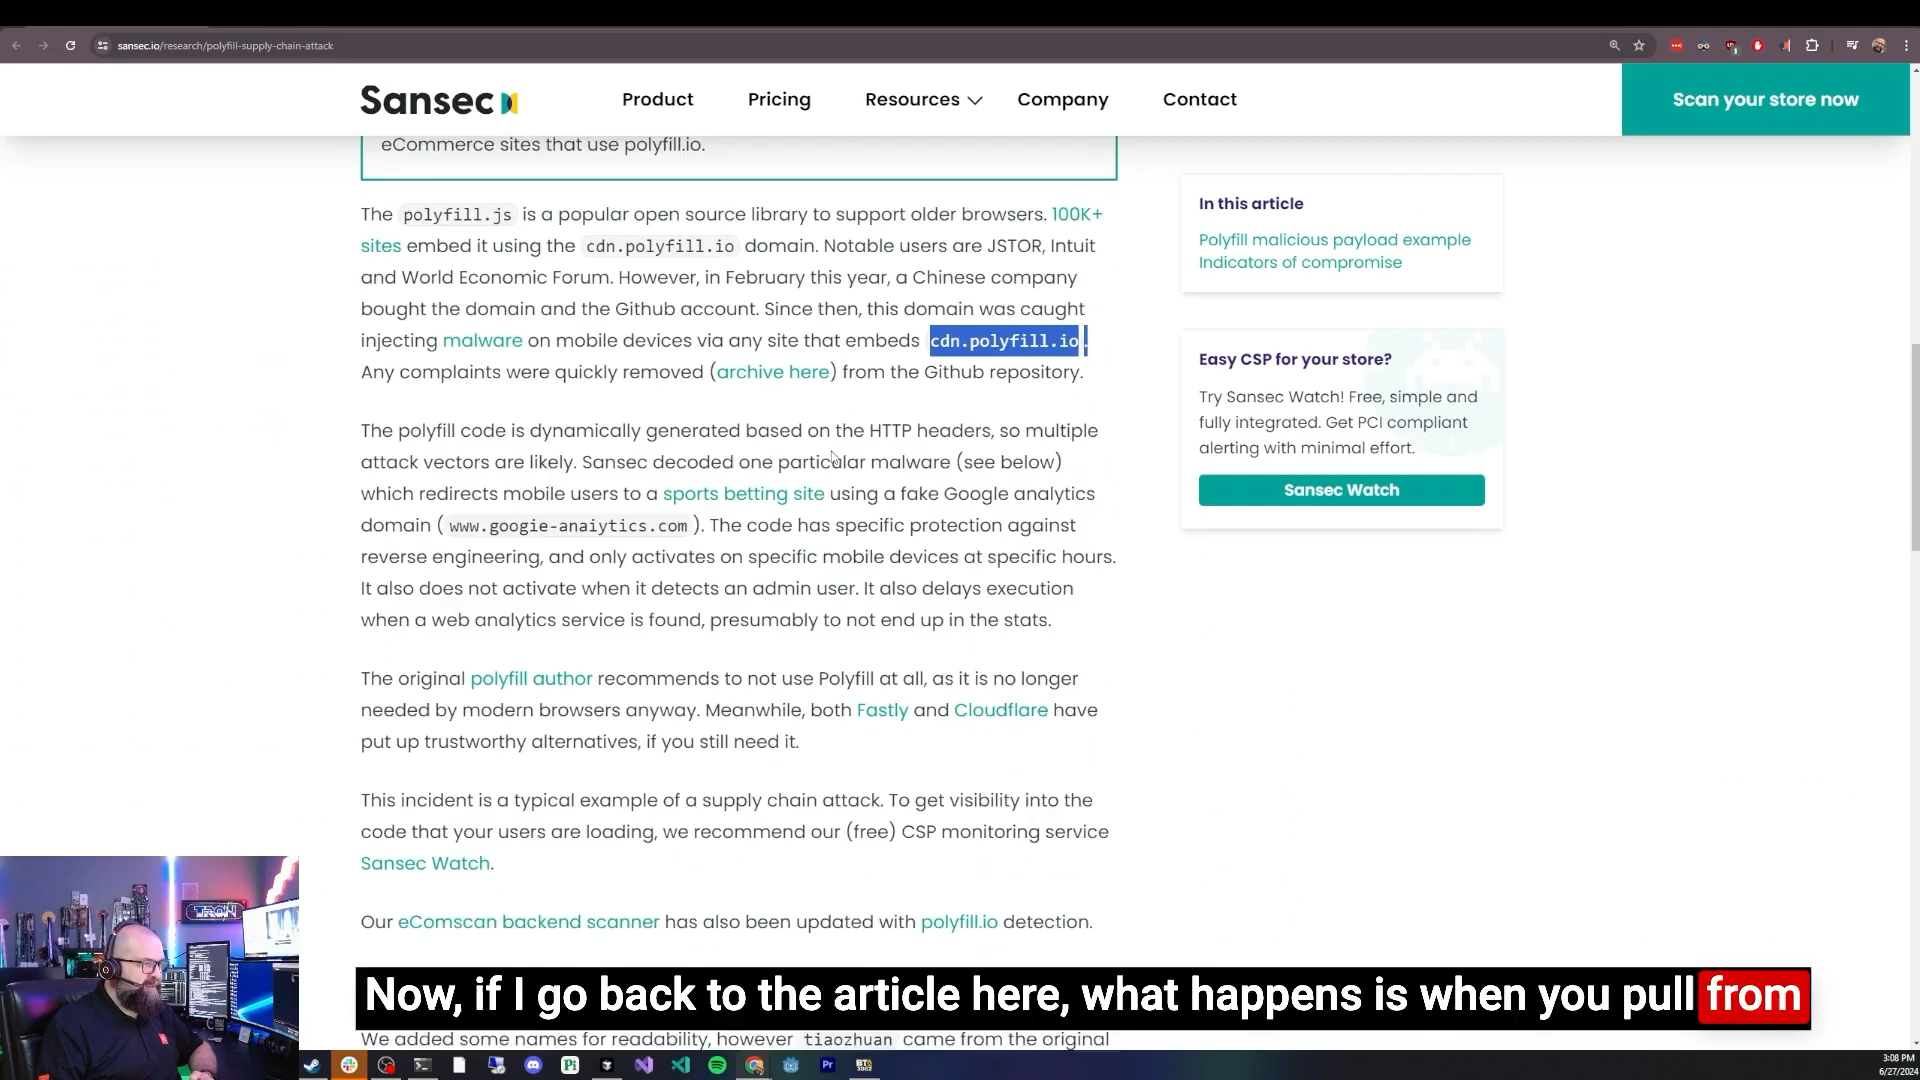 sansec.io/research/polyfill-supply-chain-attack
Sansec
Product
Pricing
Resources
Company
Contact
Scan your store now
eCommerce sites that use polyfill.io.
The polyfill.js is a popular open source library to support older browsers. 100K+
sites embed it using the cdn.polyfill.io domain. Notable users are JSTOR, Intuit
and World Economic Forum. However, in February this year, a Chinese company
bought the domain and the Github account. Since then, this domain was caught
injecting malware on mobile devices via any site that embeds cdn.polyfill.io.
Any complaints were quickly removed (archive here) from the Github repository.
The polyfill code is dynamically generated based on the HTTP headers, so multiple
attack vectors are likely. Sansec decoded one particular malware (see below)
which redirects mobile users to a sports betting site using a fake Google analytics
domain (www.googie-anaiytics.com). The code has specific protection against
reverse engineering, and only activates on specific mobile devices at specific hours.
It also does not activate when it detects an admin user. It also delays execution
when a web analytics service is found, presumably to not end up in the stats.
The original polyfill author recommends to not use Polyfill at all, as it is no longer
needed by modern browsers anyway. Meanwhile, both Fastly and Cloudflare have
put up trustworthy alternatives, if you still need it.
This incident is a typical example of a supply chain attack. To get visibility into the
code that your users are loading, we recommend our (free) CSP monitoring service
Sansec Watch.
Our eComscan backend scanner has also been updated with polyfill.io detection.
We added some names for readability, however tiaozhuan came from the original
In this article
Polyfill malicious payload example
Indicators of compromise
Easy CSP for your store?
Try Sansec Watch! Free, simple and
fully integrated. Get PCI compliant
alerting with minimal effort.
Sansec Watch
TRON
Now, if I go back to the article here, what happens is when you pull from
Pr
3:08 PM
6/27/2024